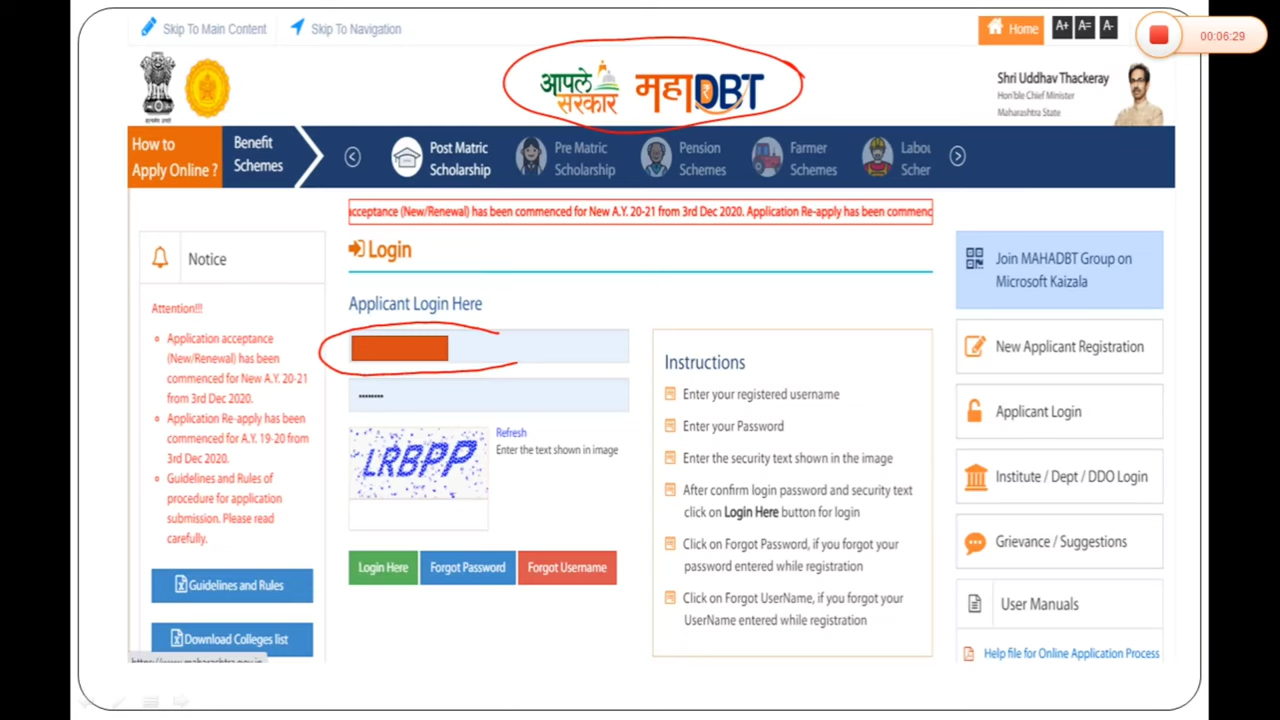 Skip To Main Content
Skip To Navigation
Home
A+ A= A-
00:06:29
आपले
सरकार
महाDBT
Shri Uddhav Thackeray
Hon'ble Chief Minister
Maharashtra State
How to
Apply Online ?
Benefit
Schemes
Post Matric
Scholarship
Pre Matric
Scholarship
Pension
Schemes
Farmer
Schemes
Labou
Scher
acceptance (New/Renewal) has been commenced for New A.Y. 20-21 from 3rd Dec 2020. Application Re-apply has been commenc
Notice
Attention!!!
Application acceptance
(New/Renewal) has been
commenced for New A.Y. 20-21
from 3rd Dec 2020.
Application Re-apply has been
commenced for A.Y. 19-20 from
3rd Dec 2020.
Guidelines and Rules of
procedure for application
submission. Please read
carefully.
Guidelines and Rules
Download Colleges list
https://www.maharashtra.gov.in
Login
Applicant Login Here
LRBPP
Refresh
Enter the text shown in image
Login Here
Forgot Password
Forgot Username
Instructions
Enter your registered username
Enter your Password
Enter the security text shown in the image
After confirm login password and security text
click on Login Here button for login
Click on Forgot Password, if you forgot your
password entered while registration
Click on Forgot UserName, if you forgot your
UserName entered while registration
Join MAHADBT Group on
Microsoft Kaizala
New Applicant Registration
Applicant Login
Institute / Dept / DDO Login
Grievance / Suggestions
User Manuals
Help file for Online Application Process